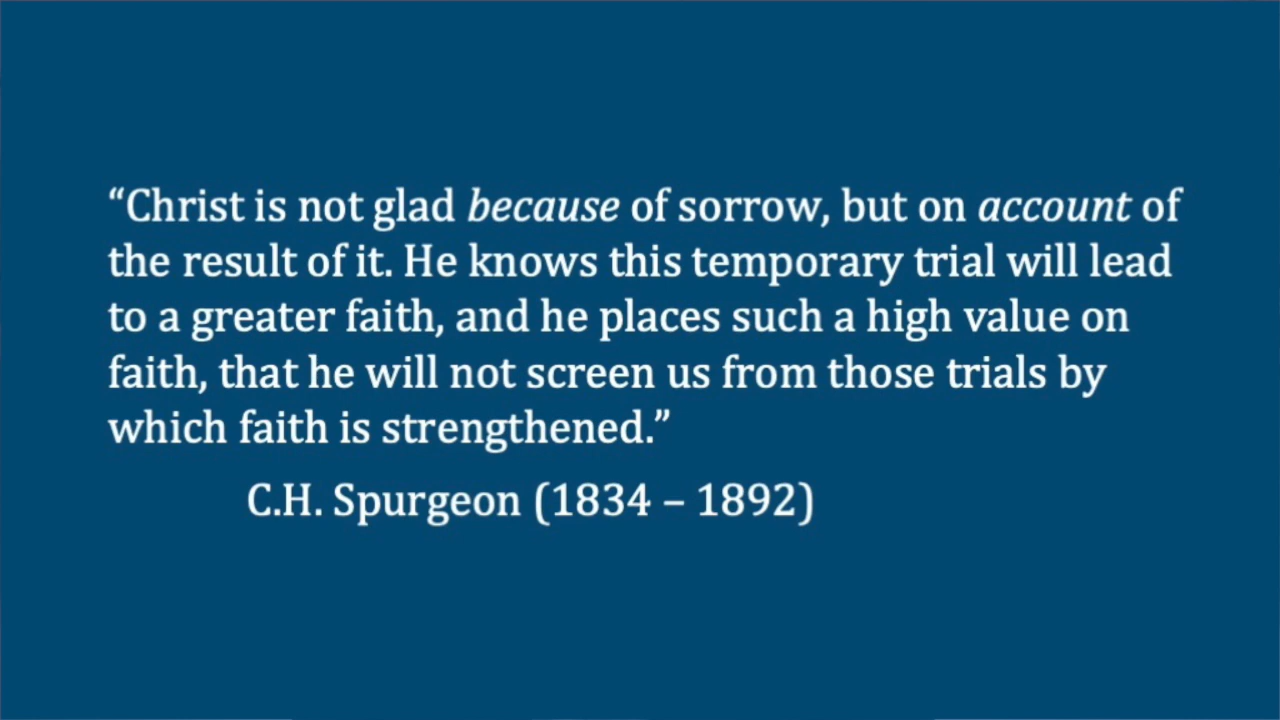 “Christ is not glad because of sorrow, but on account of
the result of it. He knows this temporary trial will lead
to a greater faith, and he places such a high value on
faith, that he will not screen us from those trials by
which faith is strengthened.”
C.H. Spurgeon (1834 – 1892)